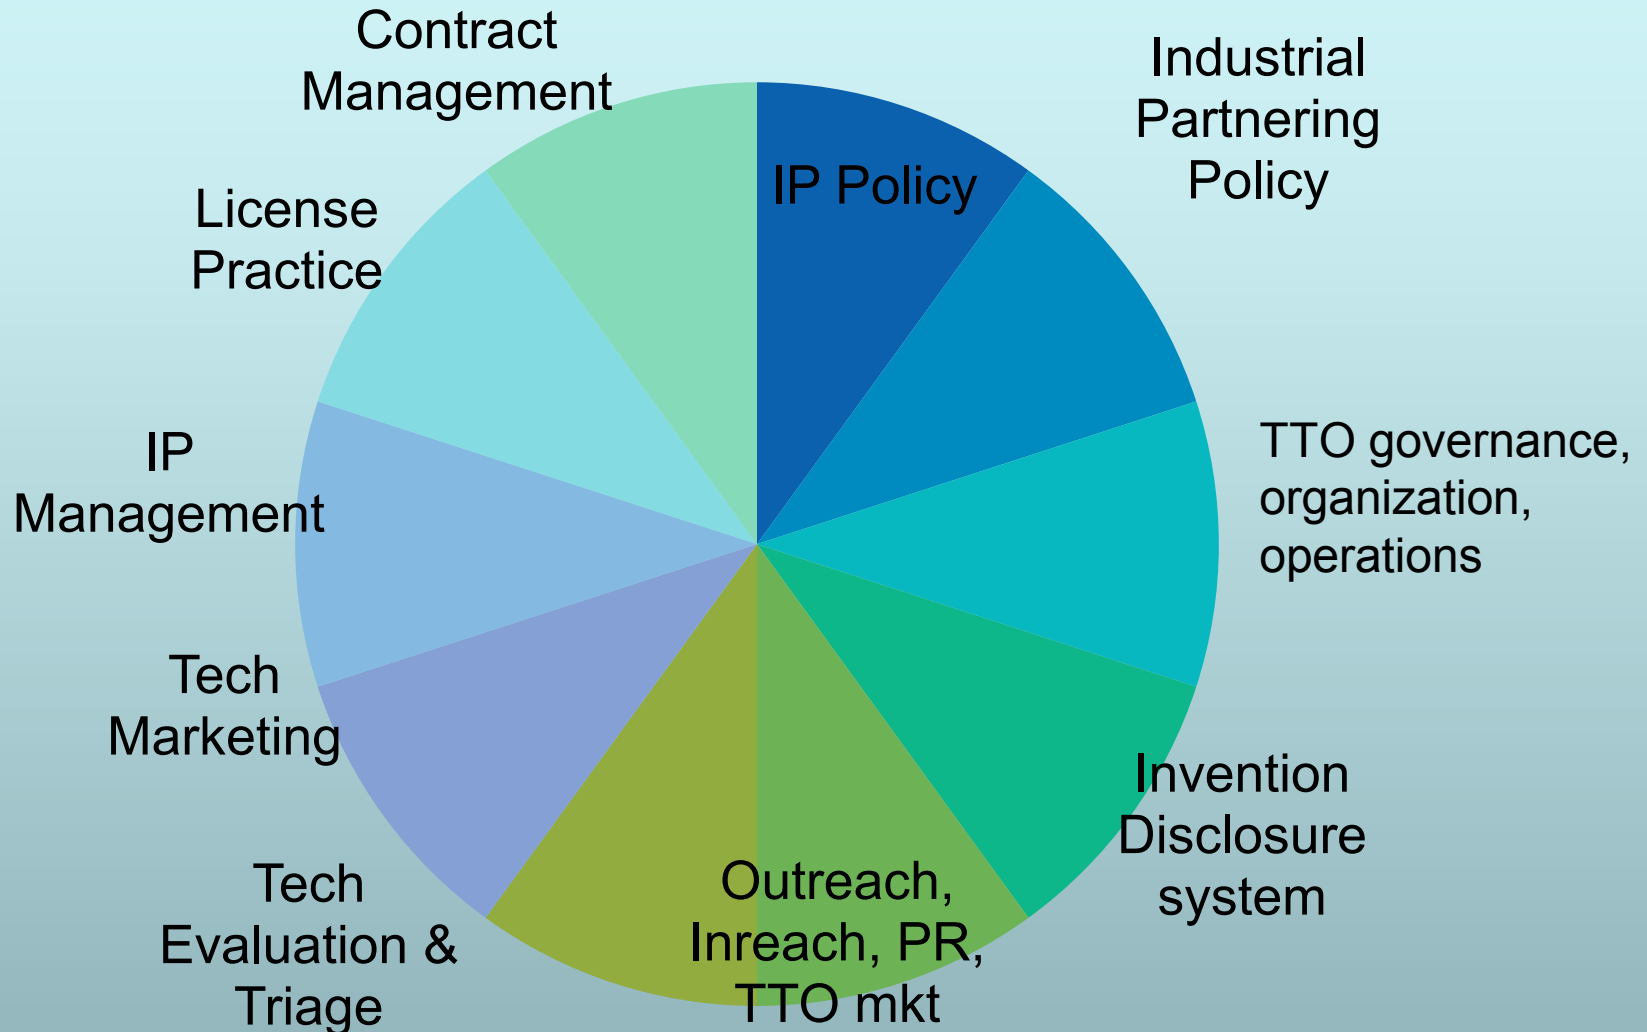 Contract
Management
Industrial
Partnering
Policy
IP Policy
License
Practice
TTO governance,
organization,
operations
IP
Management
Tech
Marketing
Invention
Disclosure
system
Outreach,
Inreach, PR,
TTO mkt
Tech
Evaluation &
Triage